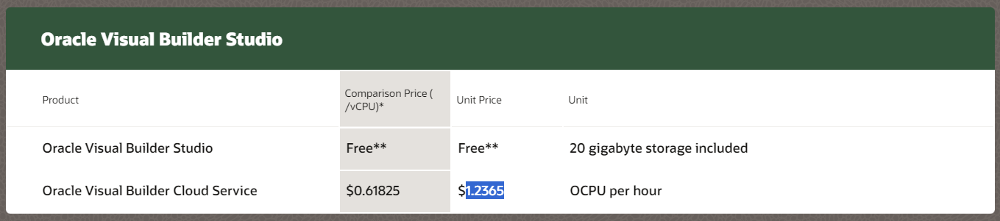 Oracle Visual Builder Studio
Product
Comparison Price (
/vCPU)*
Unit Price
Unit
Oracle Visual Builder Studio
Free**
Free**
20 gigabyte storage included
Oracle Visual Builder Cloud Service
$0.61825
$1.2365
OCPU per hour